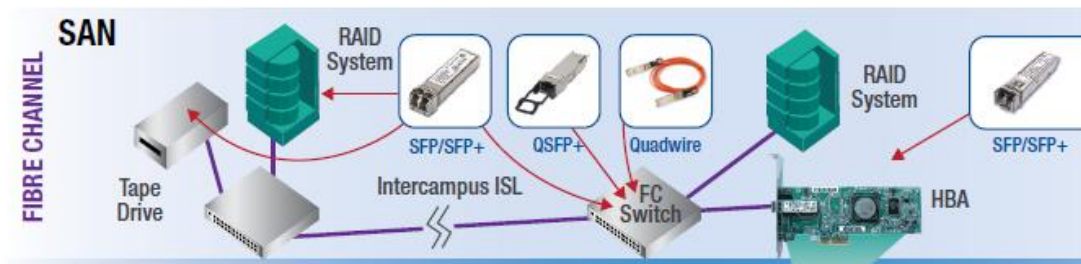 SAN
FIBRE CHANNEL
RAID
System
SFP/SFP+
QSFP+
Quadwire
RAID
System
SFP/SFP+
Tape
Drive
Intercampus ISL
FC
Switch
HBA